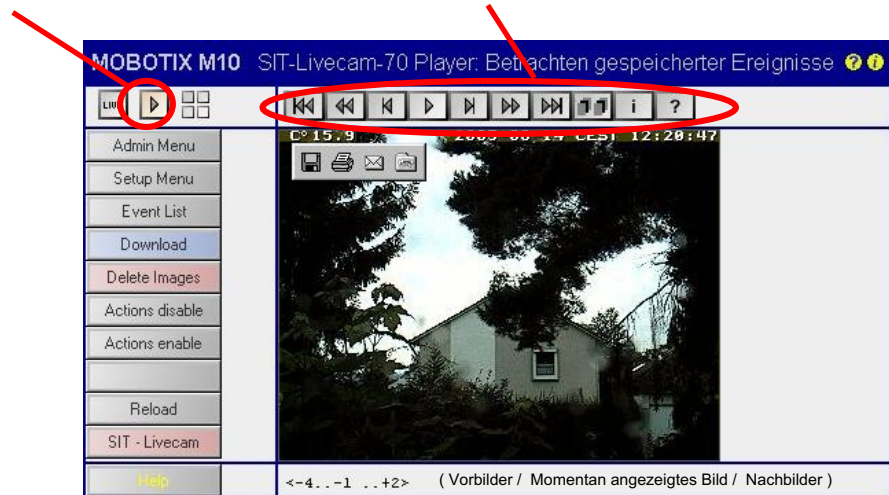 MOBOTIX M10 SIT-Livecam-70 Player: Betrachten gespeicherter Ereignisse ? i
i ?
Admin Menu
Setup Menu
Event List
Download
Delete Images
Actions disable
Actions enable
Reload
SIT - Livecam
Help
C° 15.9 CEST 12:20:47
<-4..-1 ..+2> ( Vorbilder / Momentan angezeigtes Bild / Nachbilder )